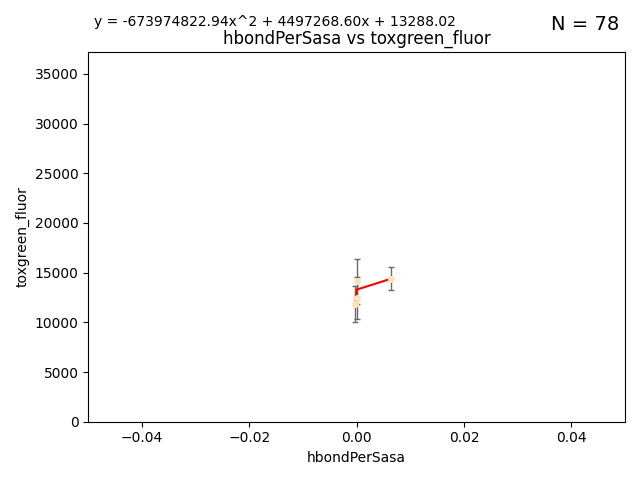 y = -673974822.94x^2 + 4497268.60x + 13288.02
N = 78
hbondPerSasa vs toxgreen_fluor
35000
30000
25000
20000
15000
10000
5000
0
toxgreen_fluor
−0.04
−0.02
0.00
0.02
0.04
hbondPerSasa